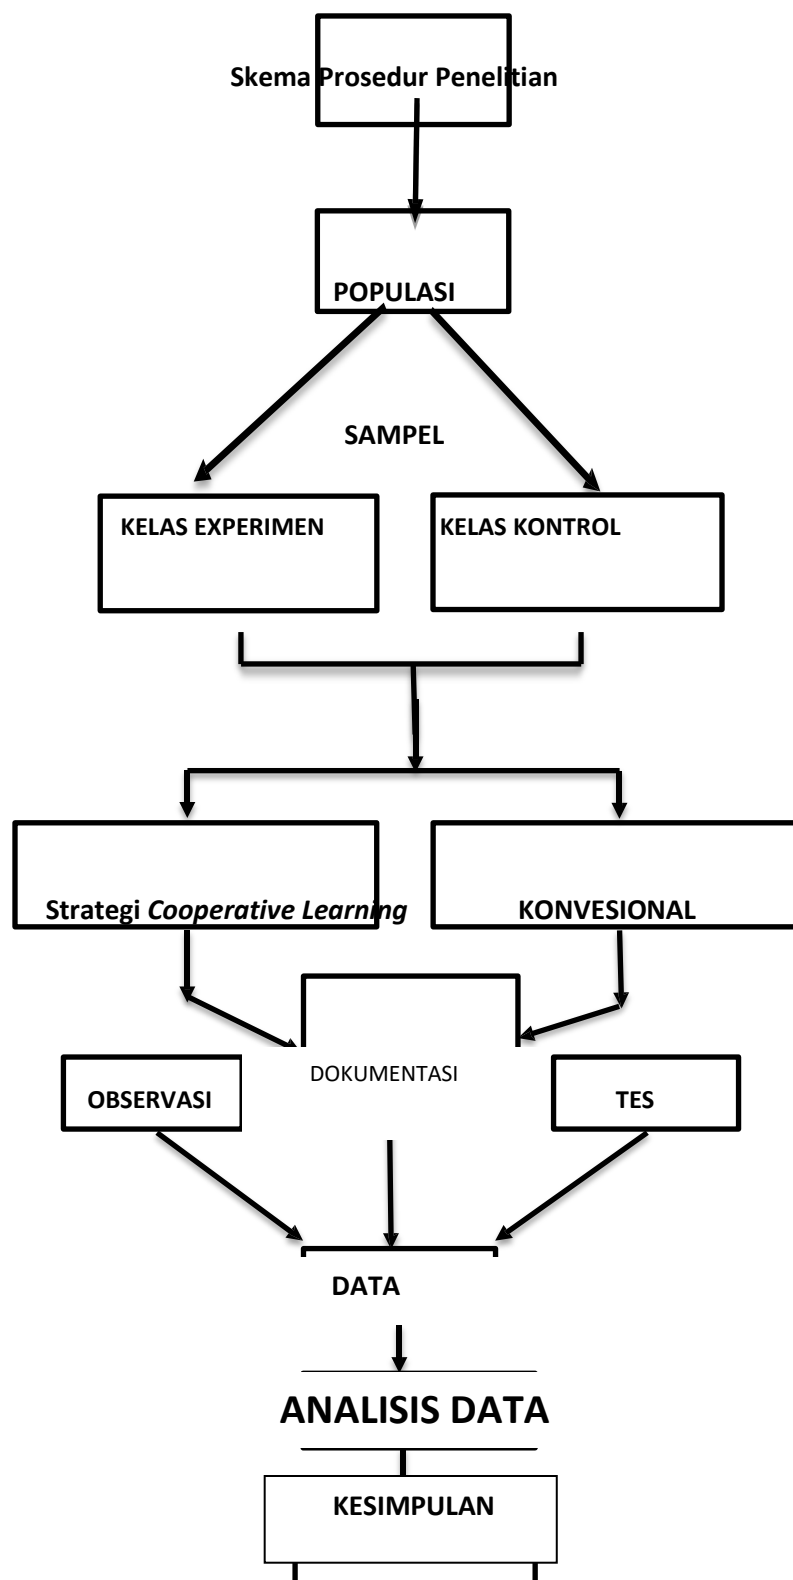 Skema Prosedur Penelitian
POPULASI
SAMPEL
KELAS EXPERIMEN
KELAS KONTROL
Strategi Cooperative Learning
KONVESIONAL
DOKUMENTASI
OBSERVASI
TES
DATA
ANALISIS DATA
KESIMPULAN